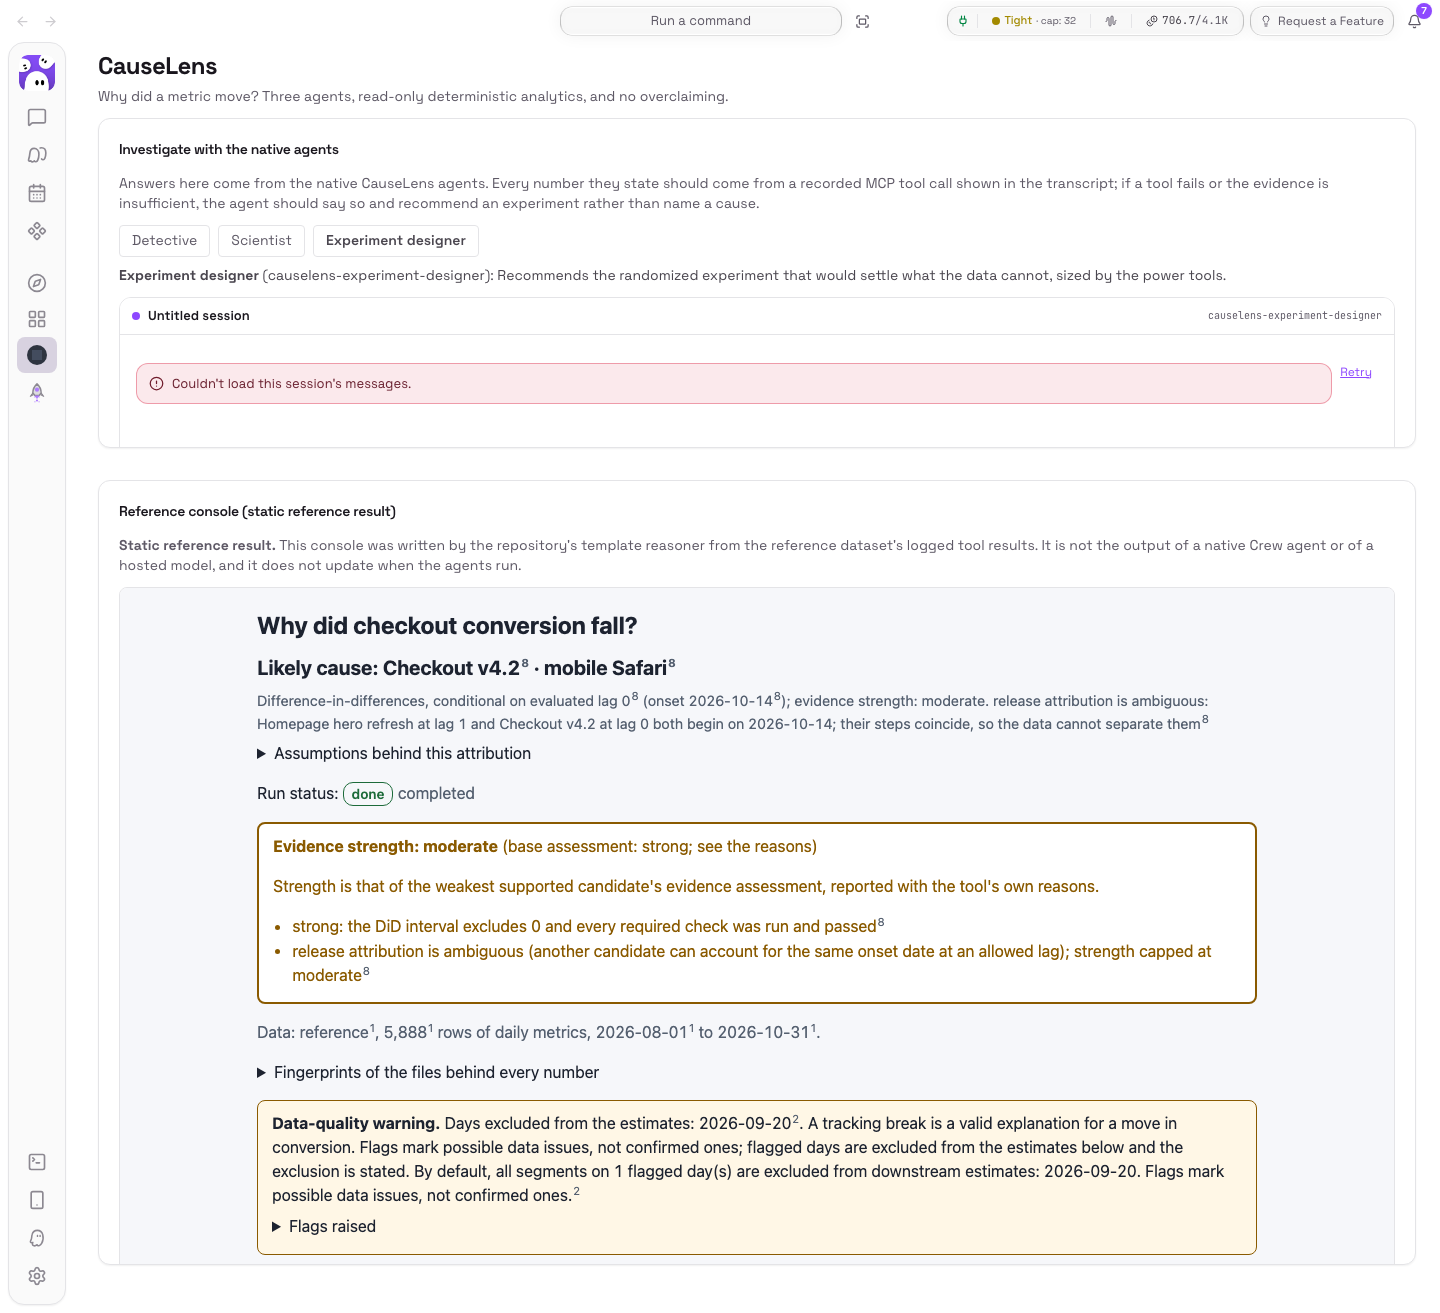 Run a command
Tight · cap: 32
706.7/4.1K
Request a Feature
7
CauseLens
Why did a metric move? Three agents, read-only deterministic analytics, and no overclaiming.
Investigate with the native agents
Answers here come from the native CauseLens agents. Every number they state should come from a recorded MCP tool call shown in the transcript; if a tool fails or the evidence is
insufficient, the agent should say so and recommend an experiment rather than name a cause.
Detective
Scientist
Experiment designer
Experiment designer (causelens-experiment-designer): Recommends the randomized experiment that would settle what the data cannot, sized by the power tools.
Untitled session
causelens-experiment-designer
Couldn't load this session's messages.
Retry
Reference console (static reference result)
Static reference result. This console was written by the repository's template reasoner from the reference dataset's logged tool results. It is not the output of a native Crew agent or of a
hosted model, and it does not update when the agents run.
Why did checkout conversion fall?
Likely cause: Checkout v4.2⁸ · mobile Safari⁸
Difference-in-differences, conditional on evaluated lag 0⁸ (onset 2026-10-14⁸); evidence strength: moderate. release attribution is ambiguous:
Homepage hero refresh at lag 1 and Checkout v4.2 at lag 0 both begin on 2026-10-14; their steps coincide, so the data cannot separate them⁸
Assumptions behind this attribution
Run status: done completed
Evidence strength: moderate (base assessment: strong; see the reasons)
Strength is that of the weakest supported candidate's evidence assessment, reported with the tool's own reasons.
• strong: the DiD interval excludes 0 and every required check was run and passed⁸
• release attribution is ambiguous (another candidate can account for the same onset date at an allowed lag); strength capped at
moderate⁸
Data: reference¹, 5,888¹ rows of daily metrics, 2026-08-01¹ to 2026-10-31¹.
Fingerprints of the files behind every number
Data-quality warning. Days excluded from the estimates: 2026-09-20². A tracking break is a valid explanation for a move in
conversion. Flags mark possible data issues, not confirmed ones; flagged days are excluded from the estimates below and the
exclusion is stated. By default, all segments on 1 flagged day(s) are excluded from downstream estimates: 2026-09-20. Flags mark
possible data issues, not confirmed ones.²
Flags raised